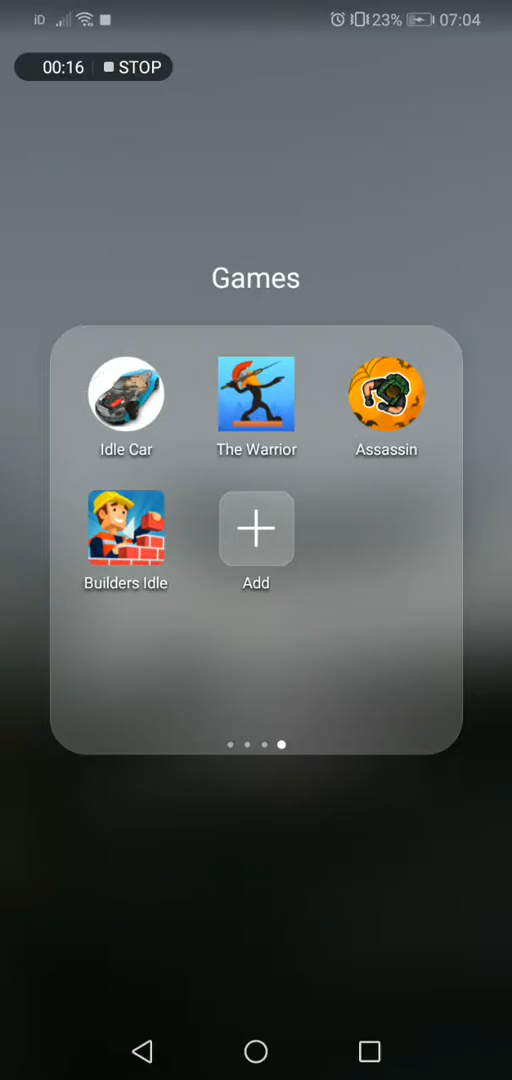 iD 23% 07:04
00:16 STOP
Games
Idle Car The Warrior Assassin
Builders Idle Add